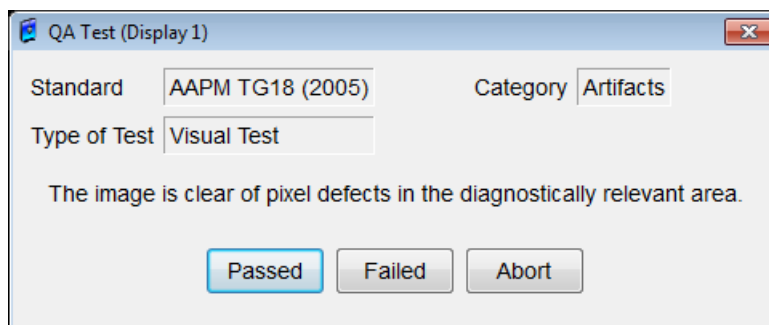 QA Test (Display 1)
Standard AAPM TG18 (2005) Category Artifacts
Type of Test Visual Test
The image is clear of pixel defects in the diagnostically relevant area.
Passed Failed Abort